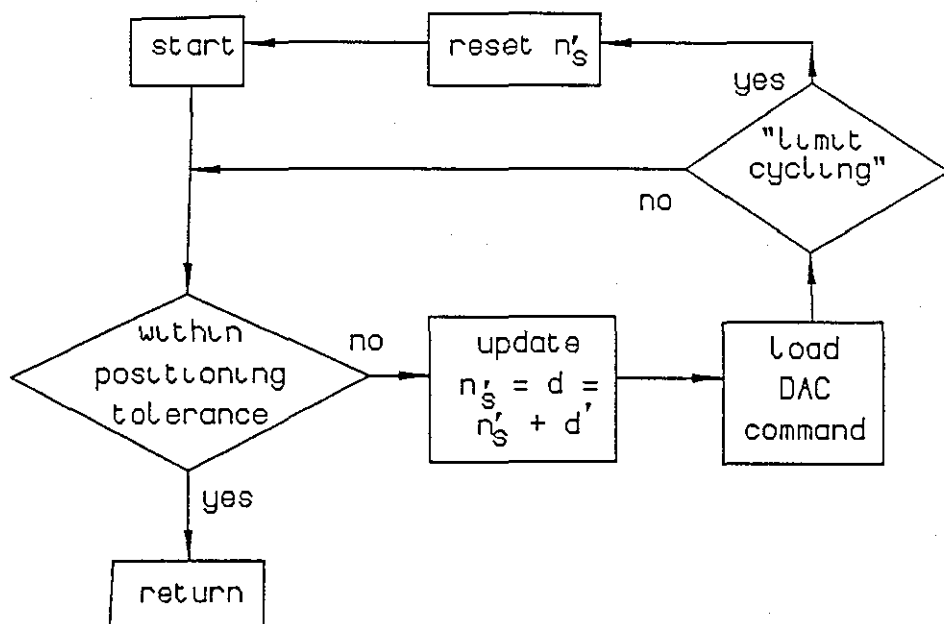 start
reset n's
yes
"limit
cycling"
no
within
positioning
tolerance
no
update
n's = d =
n's + d'
load
DAC
command
yes
return